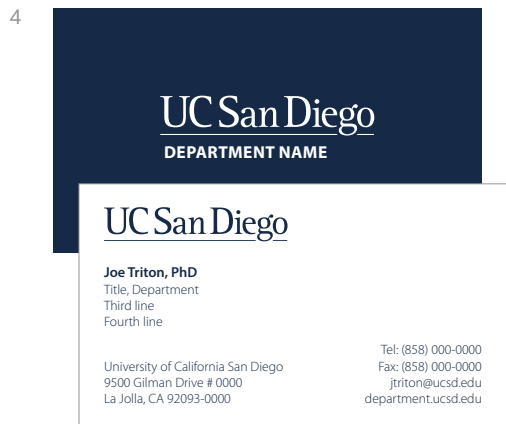 4
UC San Diego
DEPARTMENT NAME
UC San Diego
Joe Triton, PhD
Title, Department
Third line
Fourth line
Tel: (858) 000-0000
University of California San Diego
Fax: (858) 000-0000
9500 Gilman Drive # 0000
jtriton@ucsd.edu
La Jolla, CA 92093-0000
department.ucsd.edu